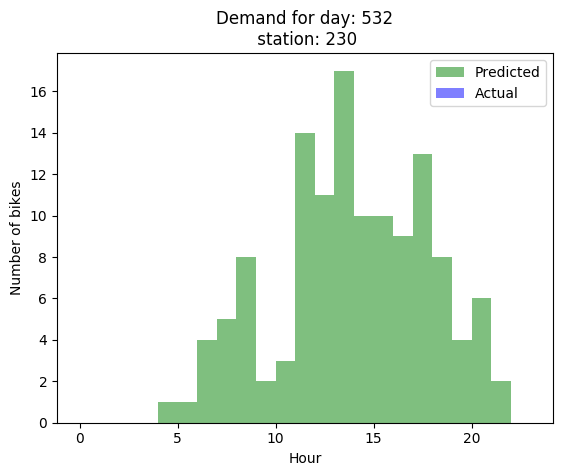 Demand for day: 532
station: 230
Predicted
Actual
Number of bikes
16
14
12
10
8
6
4
2
0
0 5 10 15 20
Hour